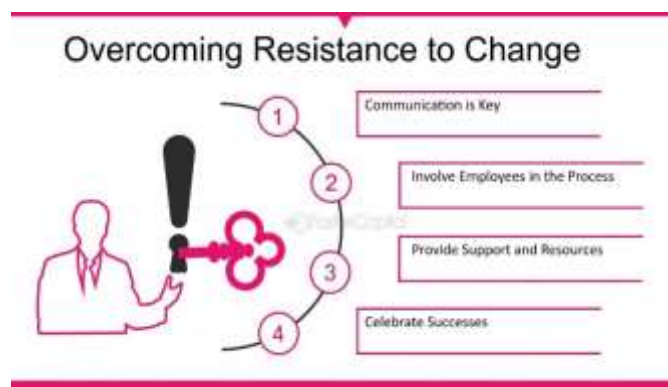 Overcoming Resistance to Change
1
Communication is Key
2
Involve Employees in the Process
3
Provide Support and Resources
4
Celebrate Successes